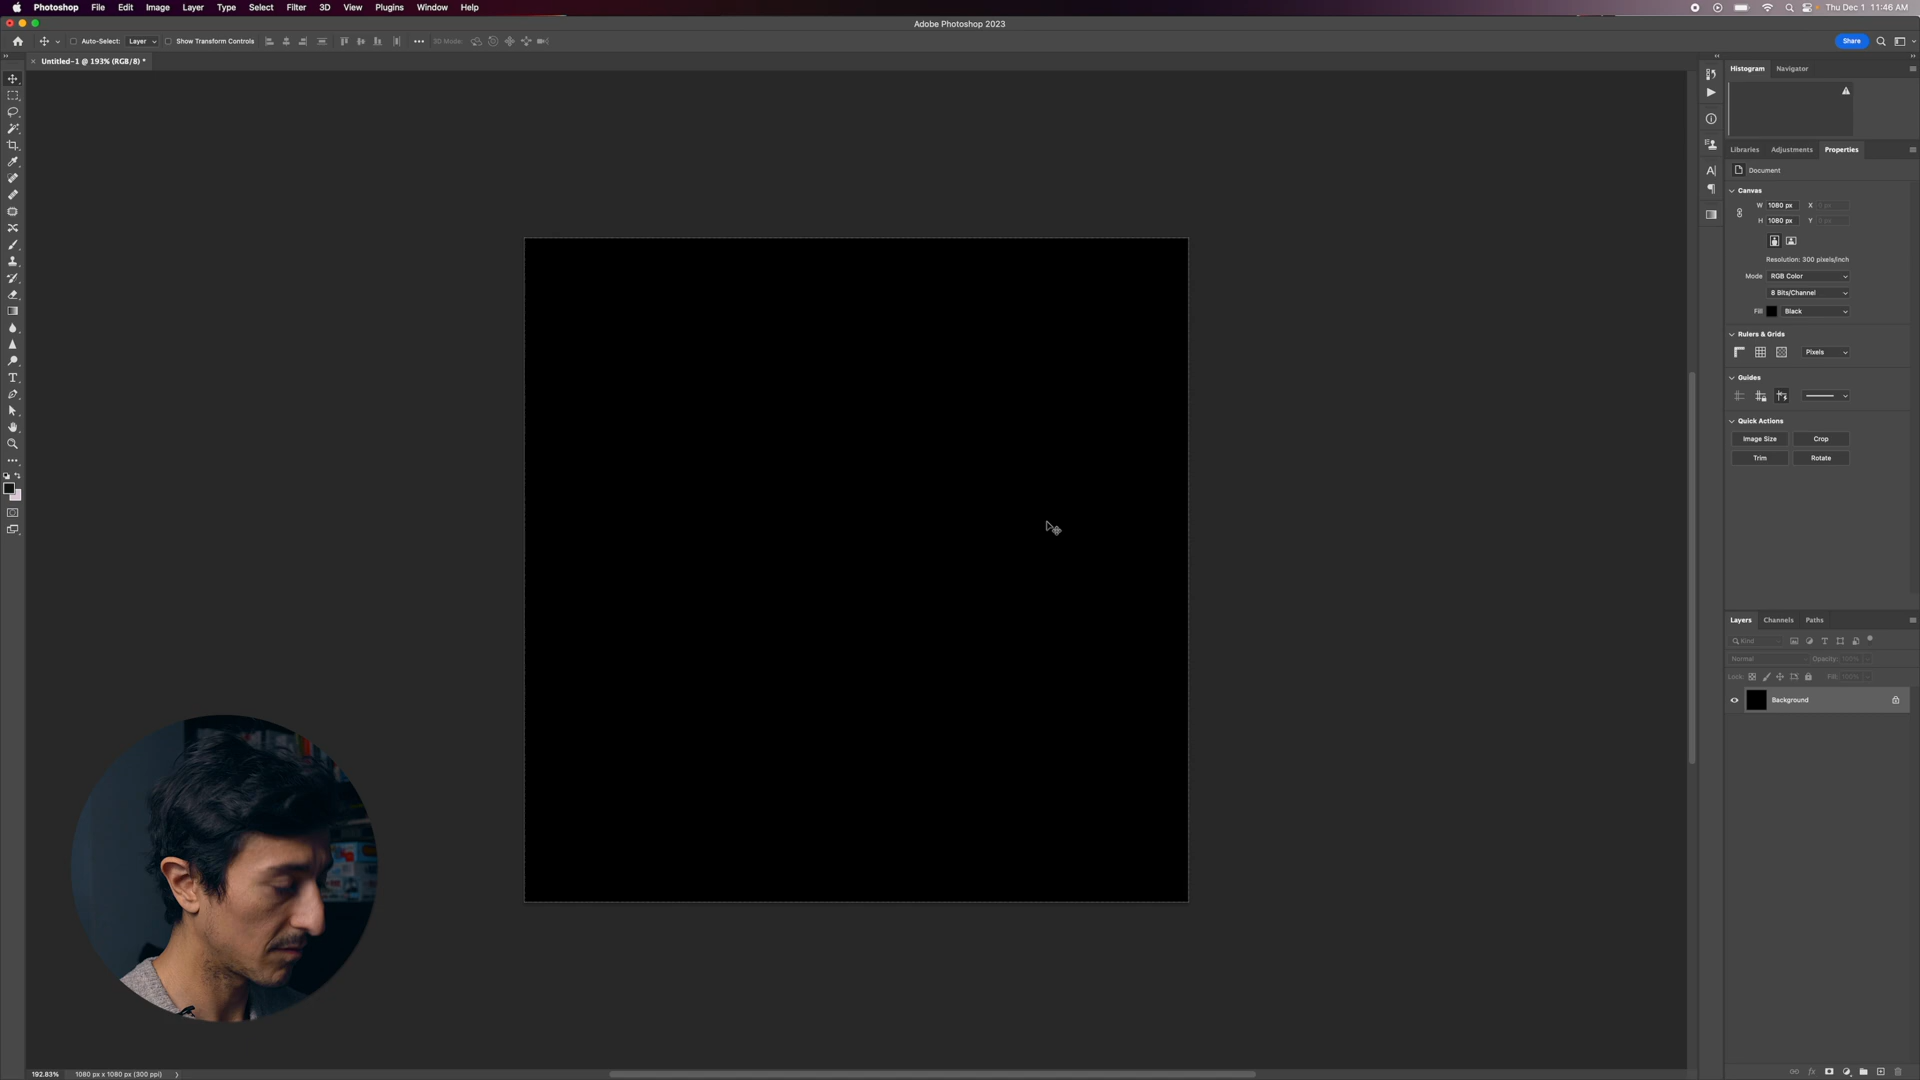 Photoshop File Edit Image Layer Type Select Filter 3D View Plugins Window Help Thu Dec 1 11:46 AM
Adobe Photoshop 2023
Auto-Select: Layer Show Transform Controls 3D Mode: Share
Untitled-1 @ 193% (RGB/8) *
Histogram Navigator
Libraries Adjustments Properties
Document
Canvas
W 1080 px X
H 1080 px Y
Resolution: 300 pixels/inch
Mode RGB Color
8 Bits/Channel
Fill Black
Rulers & Grids
Pixels
Guides
Quick Actions
Image Size Crop
Trim Rotate
Layers Channels Paths
Kind
Normal Opacity: 100%
Lock: Fill: 100%
Background
192.83% 1080 px x 1080 px (300 ppi)